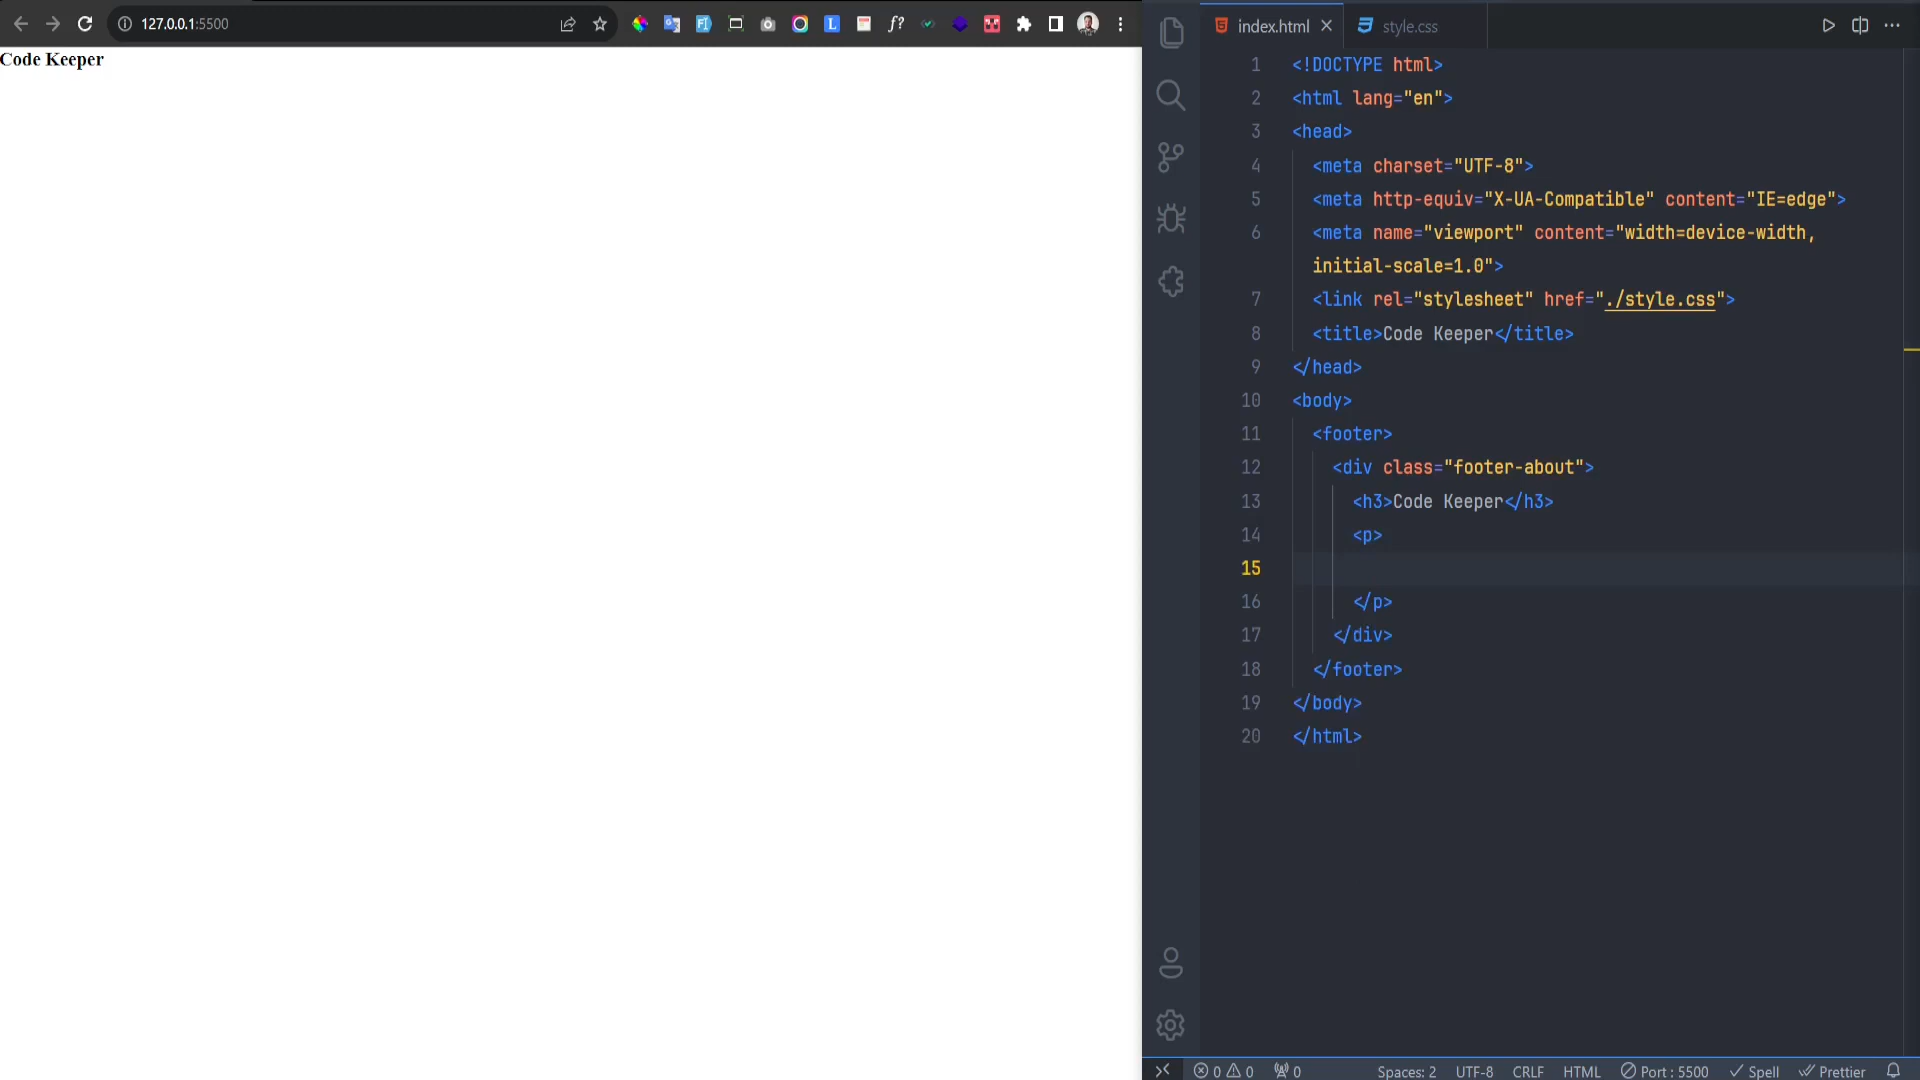 127.0.0.1:5500
Code Keeper
index.html
style.css
1 <!DOCTYPE html>
2 <html lang="en">
3 <head>
4 <meta charset="UTF-8">
5 <meta http-equiv="X-UA-Compatible" content="IE=edge">
6 <meta name="viewport" content="width=device-width,
initial-scale=1.0">
7 <link rel="stylesheet" href="./style.css">
8 <title>Code Keeper</title>
9 </head>
10 <body>
11 <footer>
12 <div class="footer-about">
13 <h3>Code Keeper</h3>
14 <p>
15
16 </p>
17 </div>
18 </footer>
19 </body>
20 </html>
0 0 0 Spaces: 2 UTF-8 CRLF HTML Port : 5500 Spell Prettier